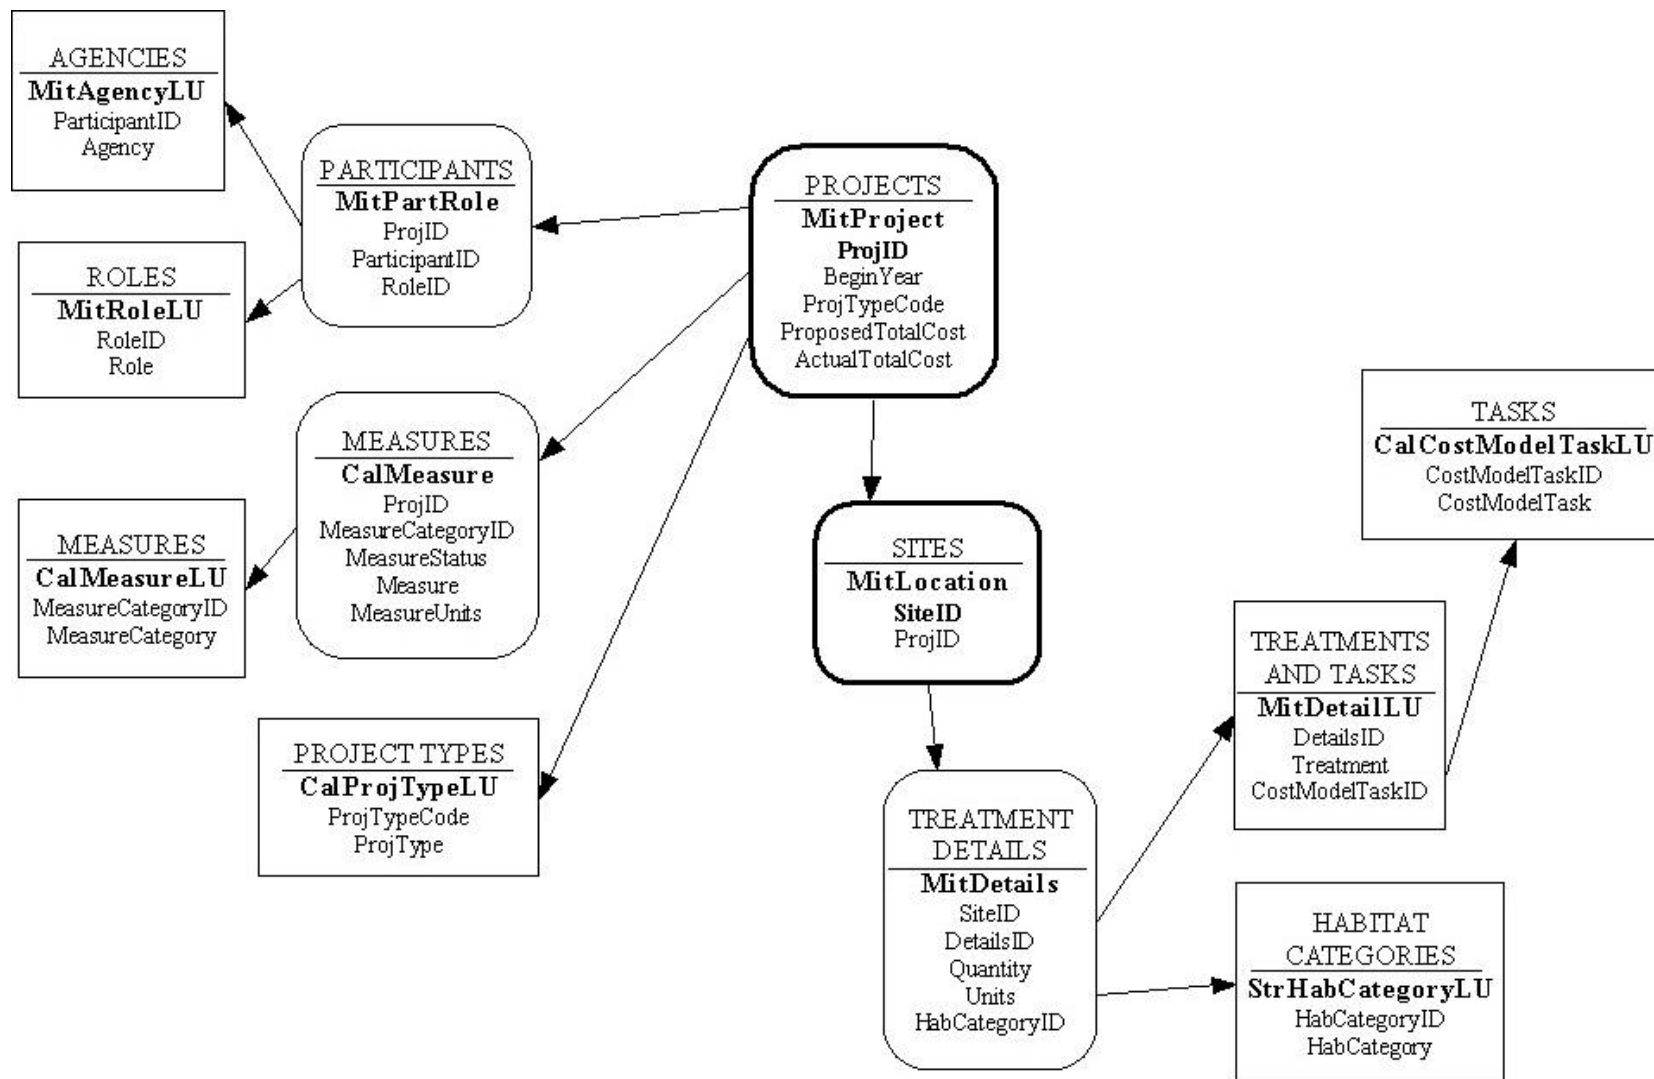 AGENCIES
MitAgencyLU
ParticipantID
Agency
PARTICIPANTS
MitPartRole
ProjID
ParticipantID
RoleID
PROJECTS
MitProject
ProjID
BeginYear
ProjTypeCode
ProposedTotalCost
ActualTotalCost
ROLES
MitRoleLU
RoleID
Role
MEASURES
CalMeasure
ProjID
MeasureCategoryID
MeasureStatus
Measure
MeasureUnits
TASKS
CalCostModelTaskLU
CostModelTaskID
CostModelTask
MEASURES
CalMeasureLU
MeasureCategoryID
MeasureCategory
SITES
MitLocation
SiteID
ProjID
TREATMENTS
AND TASKS
MitDetailLU
DetailsID
Treatment
CostModelTaskID
PROJECT TYPES
CalProjTypeLU
ProjTypeCode
ProjType
TREATMENT
DETAILS
MitDetails
SiteID
DetailsID
Quantity
Units
HabCategoryID
HABITAT
CATEGORIES
StrHabCategoryLU
HabCategoryID
HabCategory